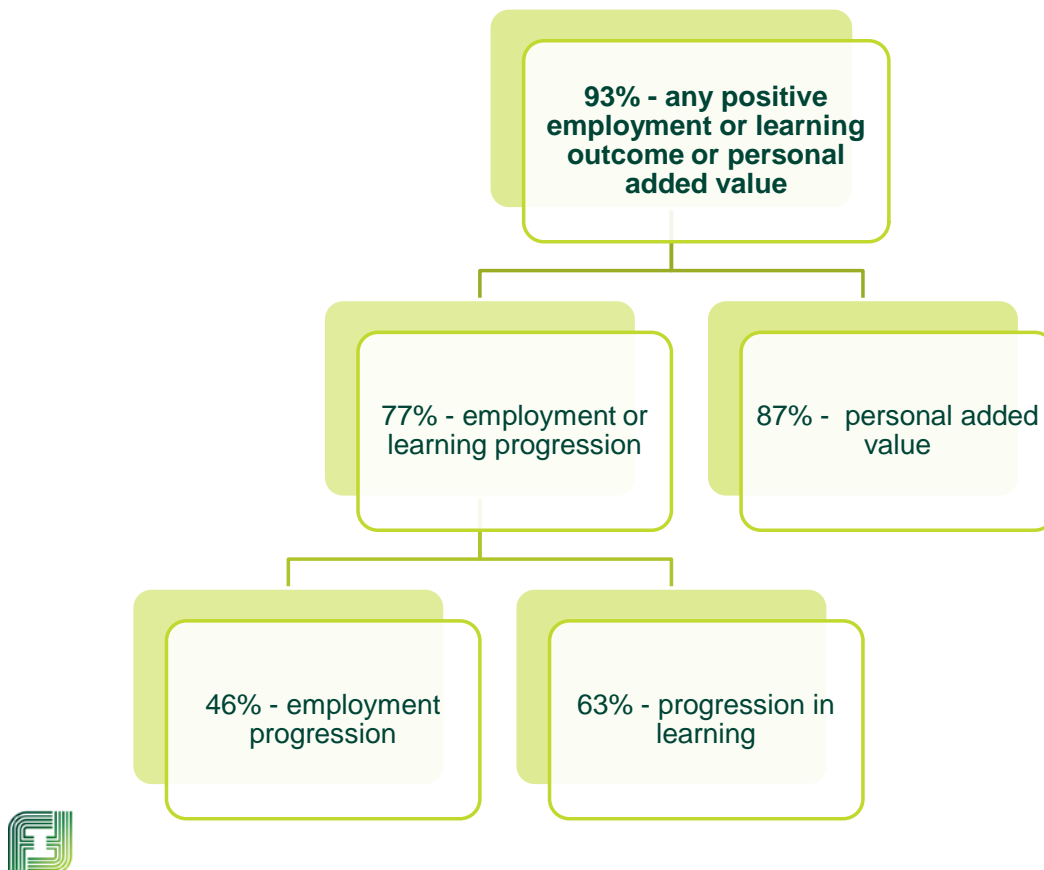 93% - any positive
employment or learning
outcome or personal
added value
77% - employment or
learning progression
87% - personal added
value
46% - employment
progression
63% - progression in
learning